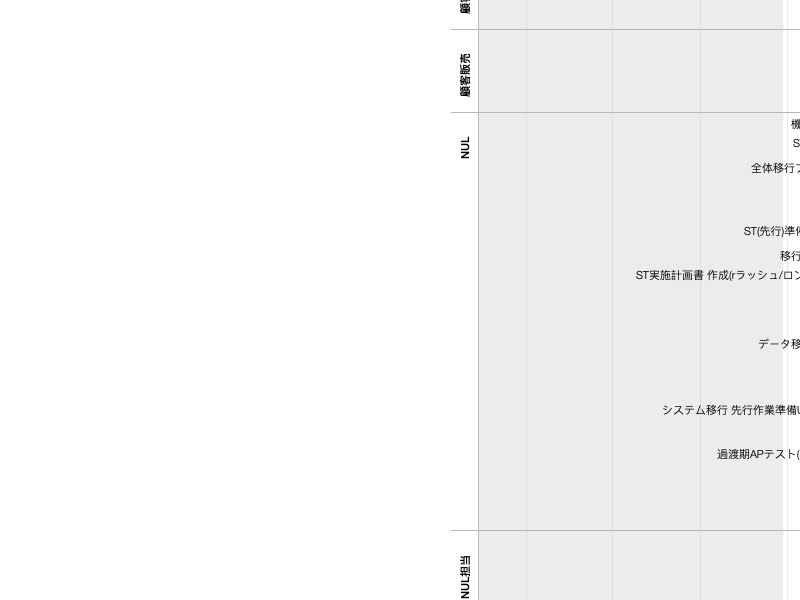 顧客販売
NUL
全体移行
ST(先行)準
移行
ST実施計画書 作成(rラッシュ/ロ
データ移
システム移行 先行作業準備
過渡期APテスト(
NUL担当